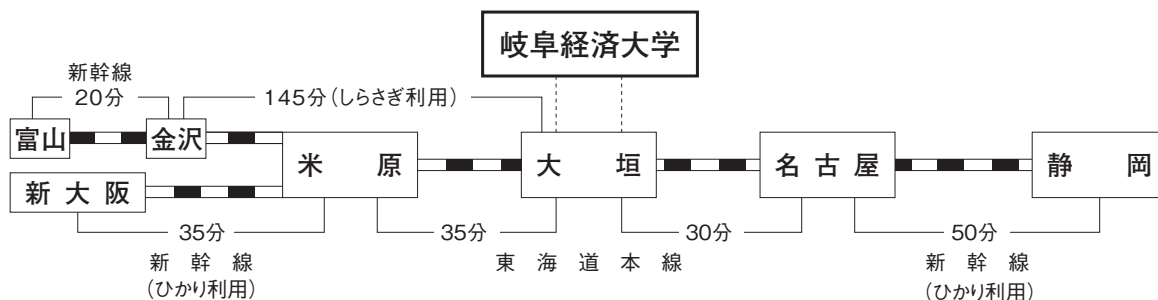 岐阜経済大学
新幹線
20分
145分(しらさぎ利用)
富山
金沢
米原
大垣
名古屋
静岡
新大阪
35分
35分
30分
50分
新幹線
(ひかり利用)
東海道本線
新幹線
(ひかり利用)